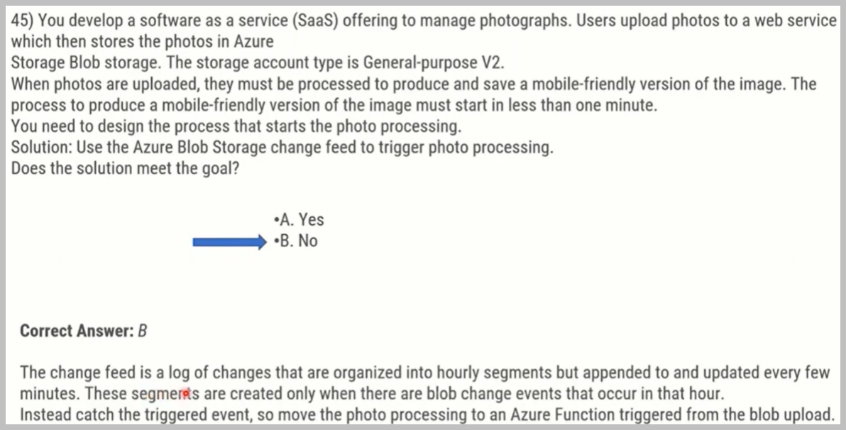 45) You develop a software as a service (SaaS) offering to manage photographs. Users upload photos to a web service
which then stores the photos in Azure
Storage Blob storage. The storage account type is General-purpose V2.
When photos are uploaded, they must be processed to produce and save a mobile-friendly version of the image. The
process to produce a mobile-friendly version of the image must start in less than one minute.
You need to design the process that starts the photo processing.
Solution: Use the Azure Blob Storage change feed to trigger photo processing.
Does the solution meet the goal?
•A. Yes
•B. No
Correct Answer: B
The change feed is a log of changes that are organized into hourly segments but appended to and updated every few
minutes. These segments are created only when there are blob change events that occur in that hour.
Instead catch the triggered event, so move the photo processing to an Azure Function triggered from the blob upload.